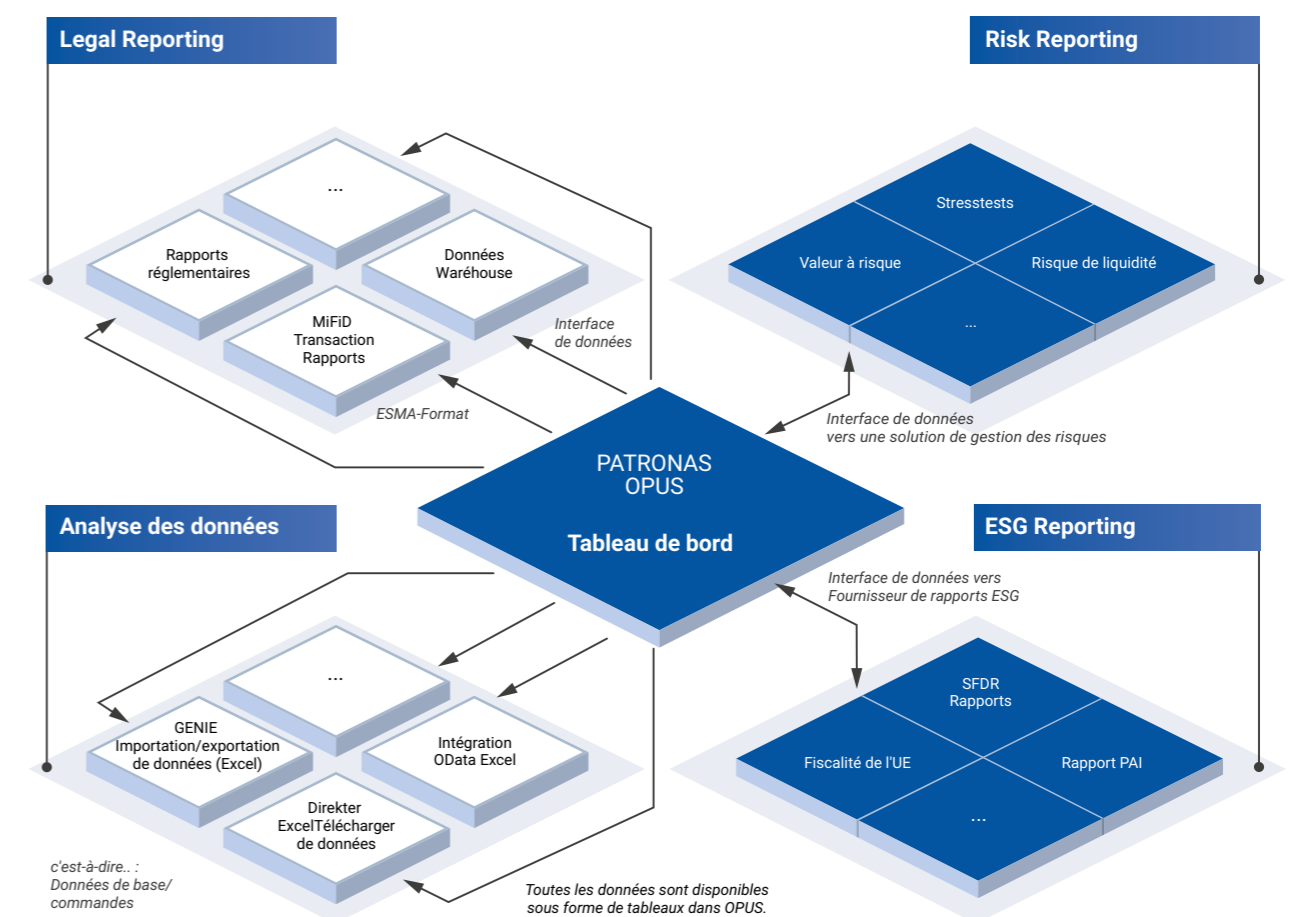 Legal Reporting
Risk Reporting
...
Rapports
réglementaires
Données
Warehouse
MiFiD
Transaction
Rapports
Interface
de données
ESMA-Format
Stresstests
Valeur à risque
Risque de liquidité
...
Interface de données
vers une solution de gestion des risques
PATRONAS
OPUS
Tableau de bord
Analyse des données
ESG Reporting
Interface de données vers
Fournisseur de rapports ESG
...
GENIE
Importation/exportation
de données (Excel)
Intégration
OData Excel
Direkter
ExcelTélécharger
de données
SFDR
Rapports
Fiscalité de l'UE
Rapport PAI
...
c'est-à-dire.. :
Données de base/
commandes
Toutes les données sont disponibles
sous forme de tableaux dans OPUS.